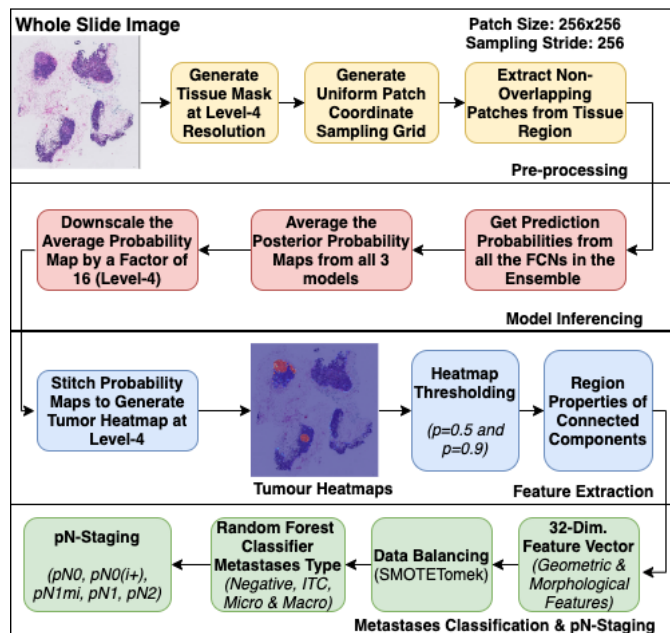 Whole Slide Image
Patch Size: 256x256
Sampling Stride: 256
Generate
Tissue Mask
at Level-4
Resolution
Generate
Uniform Patch
Coordinate
Sampling Grid
Extract Non-
Overlapping
Patches from Tissue
Region
Pre-processing
Downscale the
Average Probability
Map by a Factor of
16 (Level-4)
Average the
Posterior Probability
Maps from all 3
models
Get Prediction
Probabilities from
all the FCNs in the
Ensemble
Model Inferencing
Stitch Probability
Maps to Generate
Tumor Heatmap at
Level-4
Tumour Heatmaps
Heatmap
Thresholding
(p=0.5 and
p=0.9)
Region
Properties of
Connected
Components
Feature Extraction
pN-Staging
(pN0, pN0(i+),
pN1mi, pN1, pN2)
Random Forest
Classifier
Metastases Type
(Negative, ITC,
Micro & Macro)
Data Balancing
(SMOTETomek)
32-Dim.
Feature Vector
(Geometric &
Morphological
Features)
Metastases Classification & pN-Staging